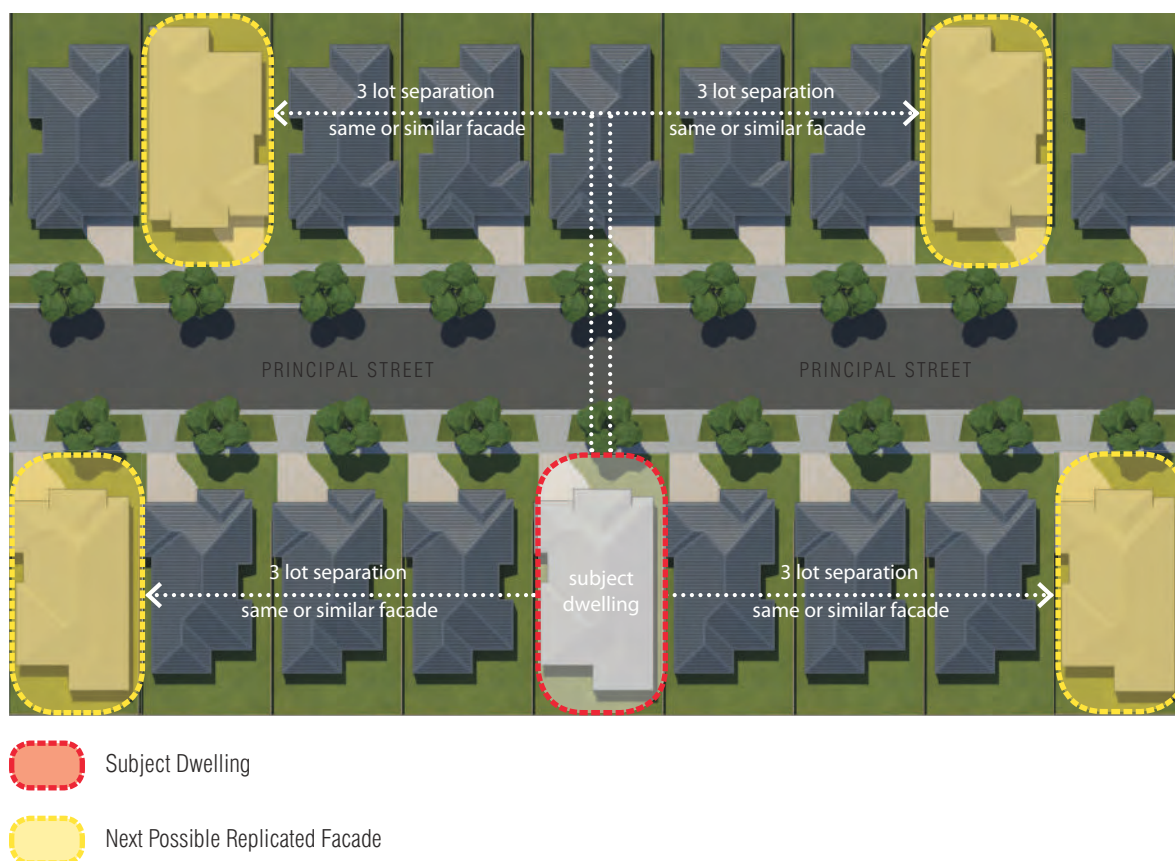 3 lot separation
same or similar facade
3 lot separation
same or similar facade
PRINCIPAL STREET
PRINCIPAL STREET
3 lot separation
same or similar facade
subject
dwelling
3 lot separation
same or similar facade
Subject Dwelling
Next Possible Replicated Facade